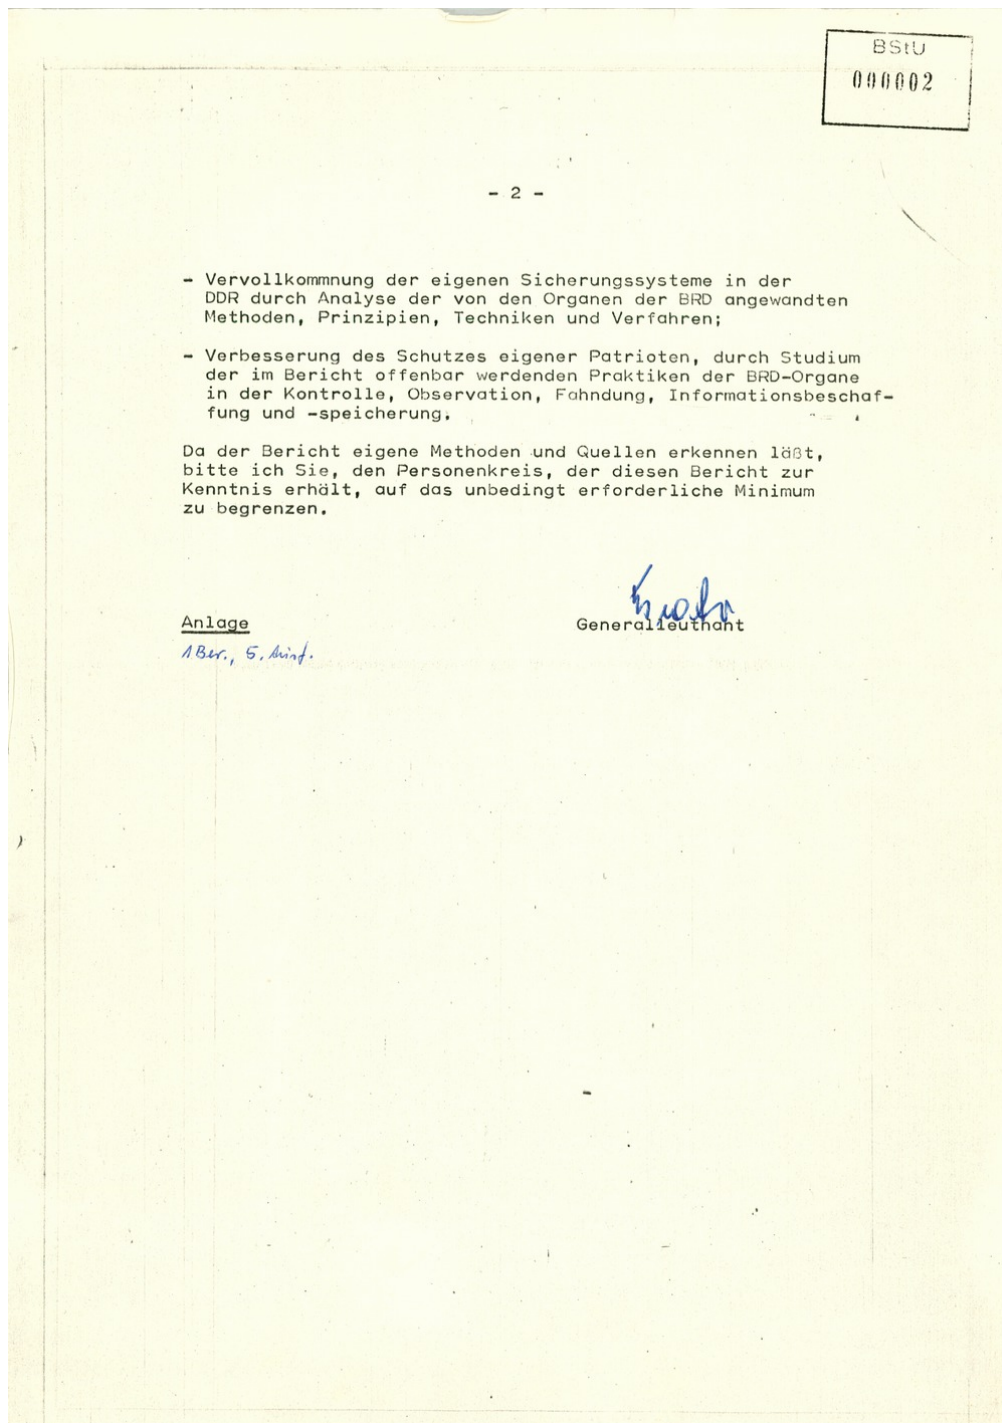 BStU
000002
- 2 -
- Vervollkommnung der eigenen Sicherungssysteme in der
DDR durch Analyse der von den Organen der BRD angewandten
Methoden, Prinzipien, Techniken und Verfahren;
- Verbesserung des Schutzes eigener Patrioten, durch Studium
der im Bericht offenbar werdenden Praktiken der BRD-Organe
in der Kontrolle, Observation, Fahndung, Informationsbeschaf-
fung und -speicherung.
Da der Bericht eigene Methoden und Quellen erkennen läßt,
bitte ich Sie, den Personenkreis, der diesen Bericht zur
Kenntnis erhält, auf das unbedingt erforderliche Minimum
zu begrenzen.
Anlage
Generalleutnant
1 Ber., 5.